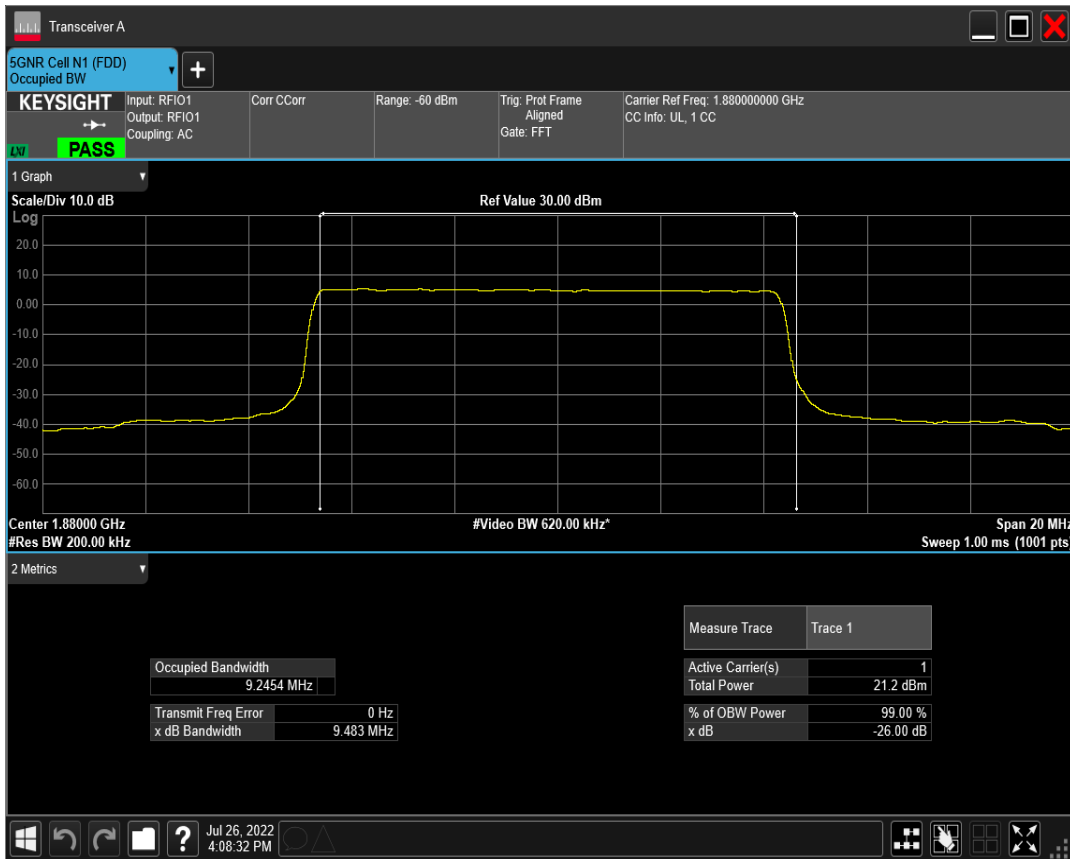 Transceiver A
5GNR Cell N1 (FDD)
Occupied BW
+
KEYSIGHT
LXI
PASS
Input: RFIO1
Output: RFIO1
Coupling: AC
Corr CCorr
Range: -60 dBm
Trig: Prot Frame
Aligned
Gate: FFT
Carrier Ref Freq: 1.880000000 GHz
CC Info: UL, 1 CC
1 Graph
Scale/Div 10.0 dB
Ref Value 30.00 dBm
Log
20.0
10.0
0.00
-10.0
-20.0
-30.0
-40.0
-50.0
-60.0
Center 1.88000 GHz
#Video BW 620.00 kHz*
Span 20 MHz
#Res BW 200.00 kHz
Sweep 1.00 ms (1001 pts)
2 Metrics
Measure Trace Trace 1
Occupied Bandwidth
9.2454 MHz
Active Carrier(s) 1
Total Power 21.2 dBm
Transmit Freq Error 0 Hz
x dB Bandwidth 9.483 MHz
% of OBW Power 99.00 %
x dB -26.00 dB
?
Jul 26, 2022
4:08:32 PM